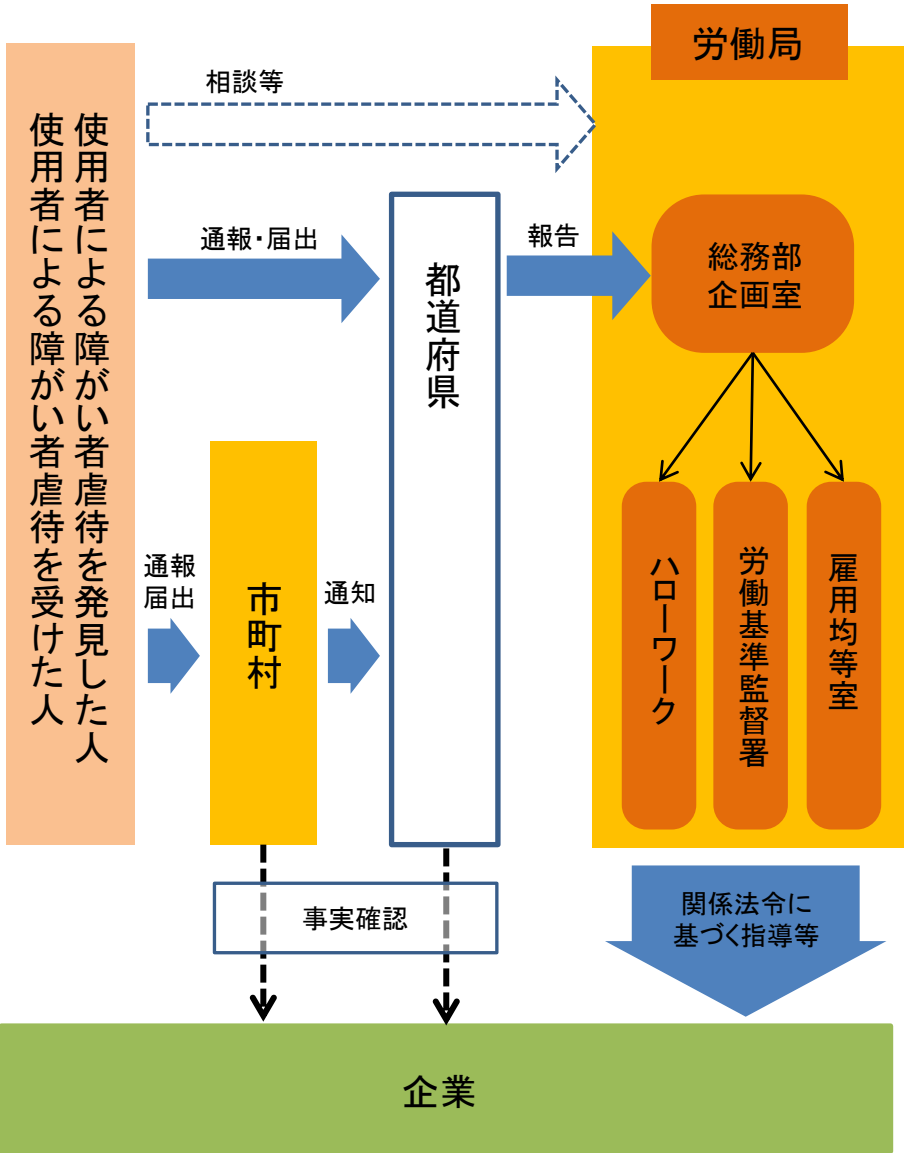 労働局
相談等
使用者による障がい者虐待を発見した人
使用者による障がい者虐待を受けた人
通報・届出
都道府県
報告
総務部
企画室
通報
届出
市町村
通知
ハローワーク
労働基準監督署
雇用均等室
事実確認
関係法令に
基づく指導等
企業